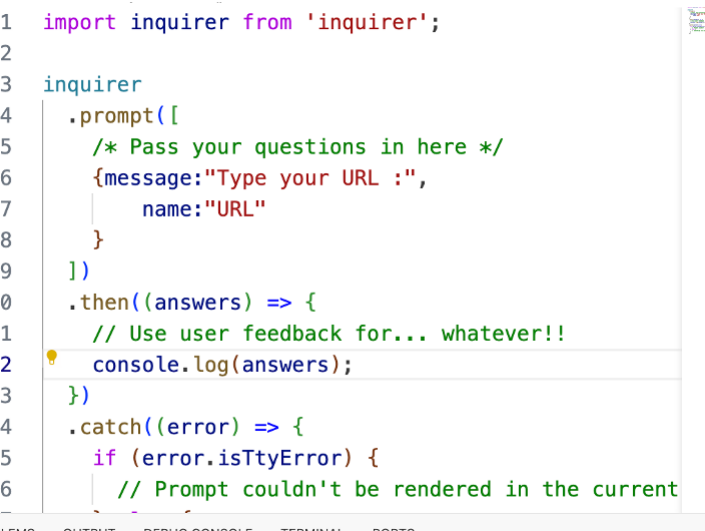 1 import inquirer from 'inquirer';
2
3 inquirer
4 .prompt([
5 /* Pass your questions in here */
6 {message:"Type your URL :",
7 name:"URL"
8 }
9 ])
0 .then((answers) => {
1 // Use user feedback for... whatever!!
2 console.log(answers);
3 })
4 .catch((error) => {
5 if (error.isTtyError) {
6 // Prompt couldn't be rendered in the current